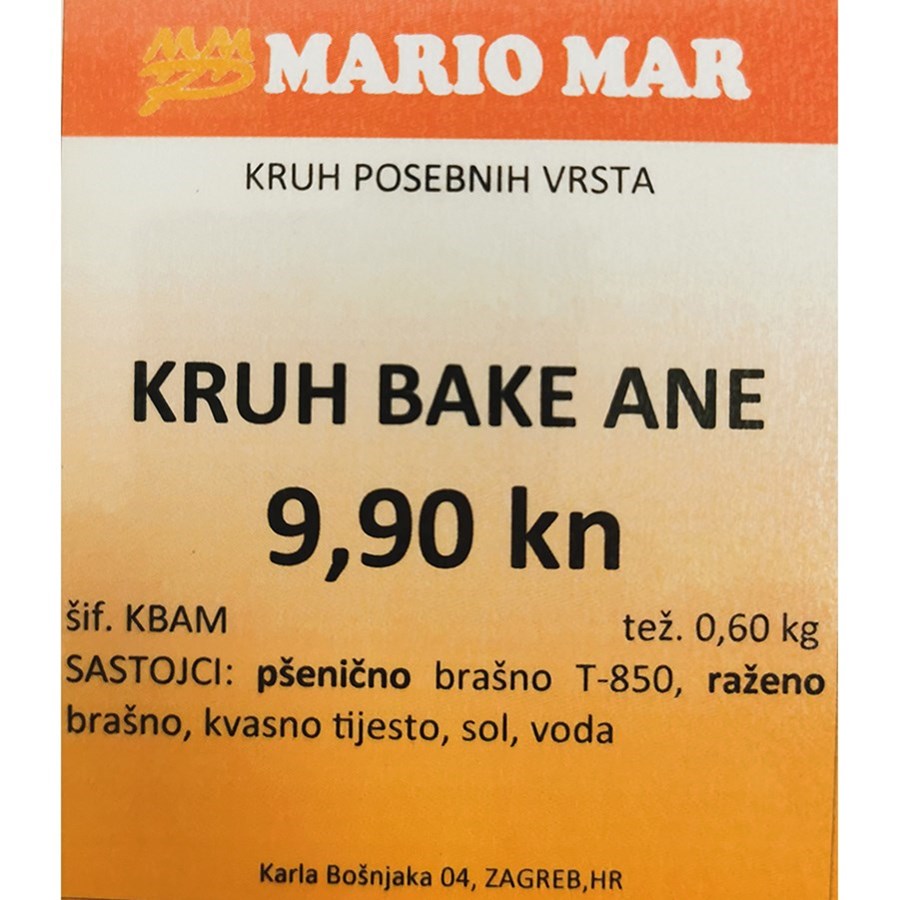 MARIO MAR
KRUH POSEBNIH VRSTA
KRUH BAKE ANE
9,90 kn
šif. KBAM tež. 0,60 kg
SASTOJCI: pšenično brašno T-850, raženo
brašno, kvasno tijesto, sol, voda
Karla Bošnjaka 04, ZAGREB,HR